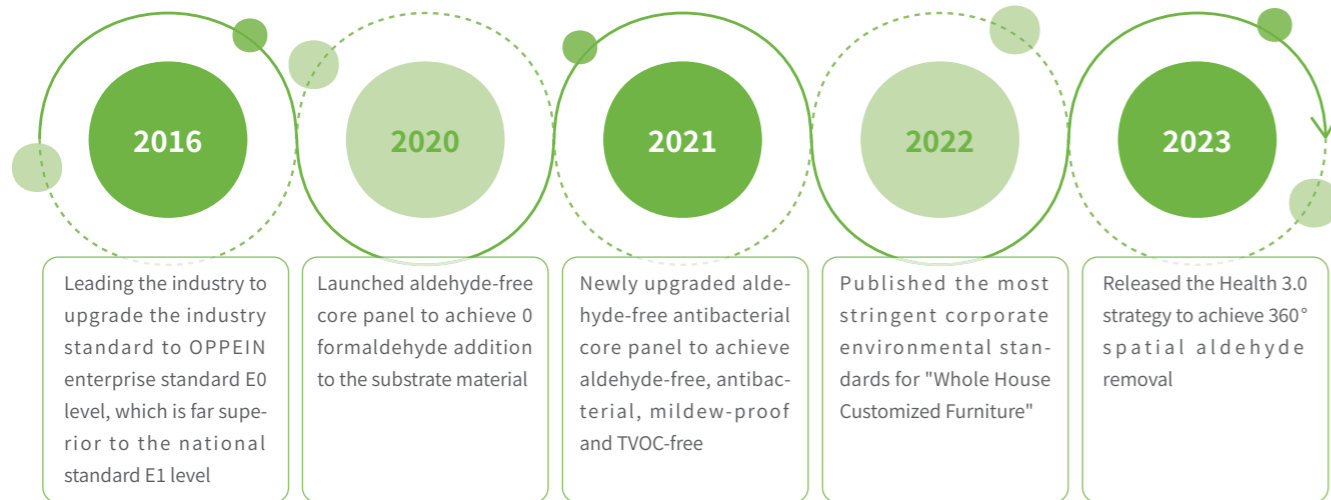 2016
2020
2021
2022
2023
Leading the industry to
upgrade the industry
standard to OPPEIN
enterprise standard E0
level, which is far supe-
rior to the national
standard E1 level
Launched aldehyde-free
core panel to achieve 0
formaldehyde addition
to the substrate material
Newly upgraded alde-
hyde-free antibacterial
core panel to achieve
aldehyde-free, antibac-
terial, mildew-proof
and TVOC-free
Published the most
stringent corporate
environmental stan-
dards for "Whole House
Customized Furniture"
Released the Health 3.0
strategy to achieve 360°
spatial aldehyde
removal